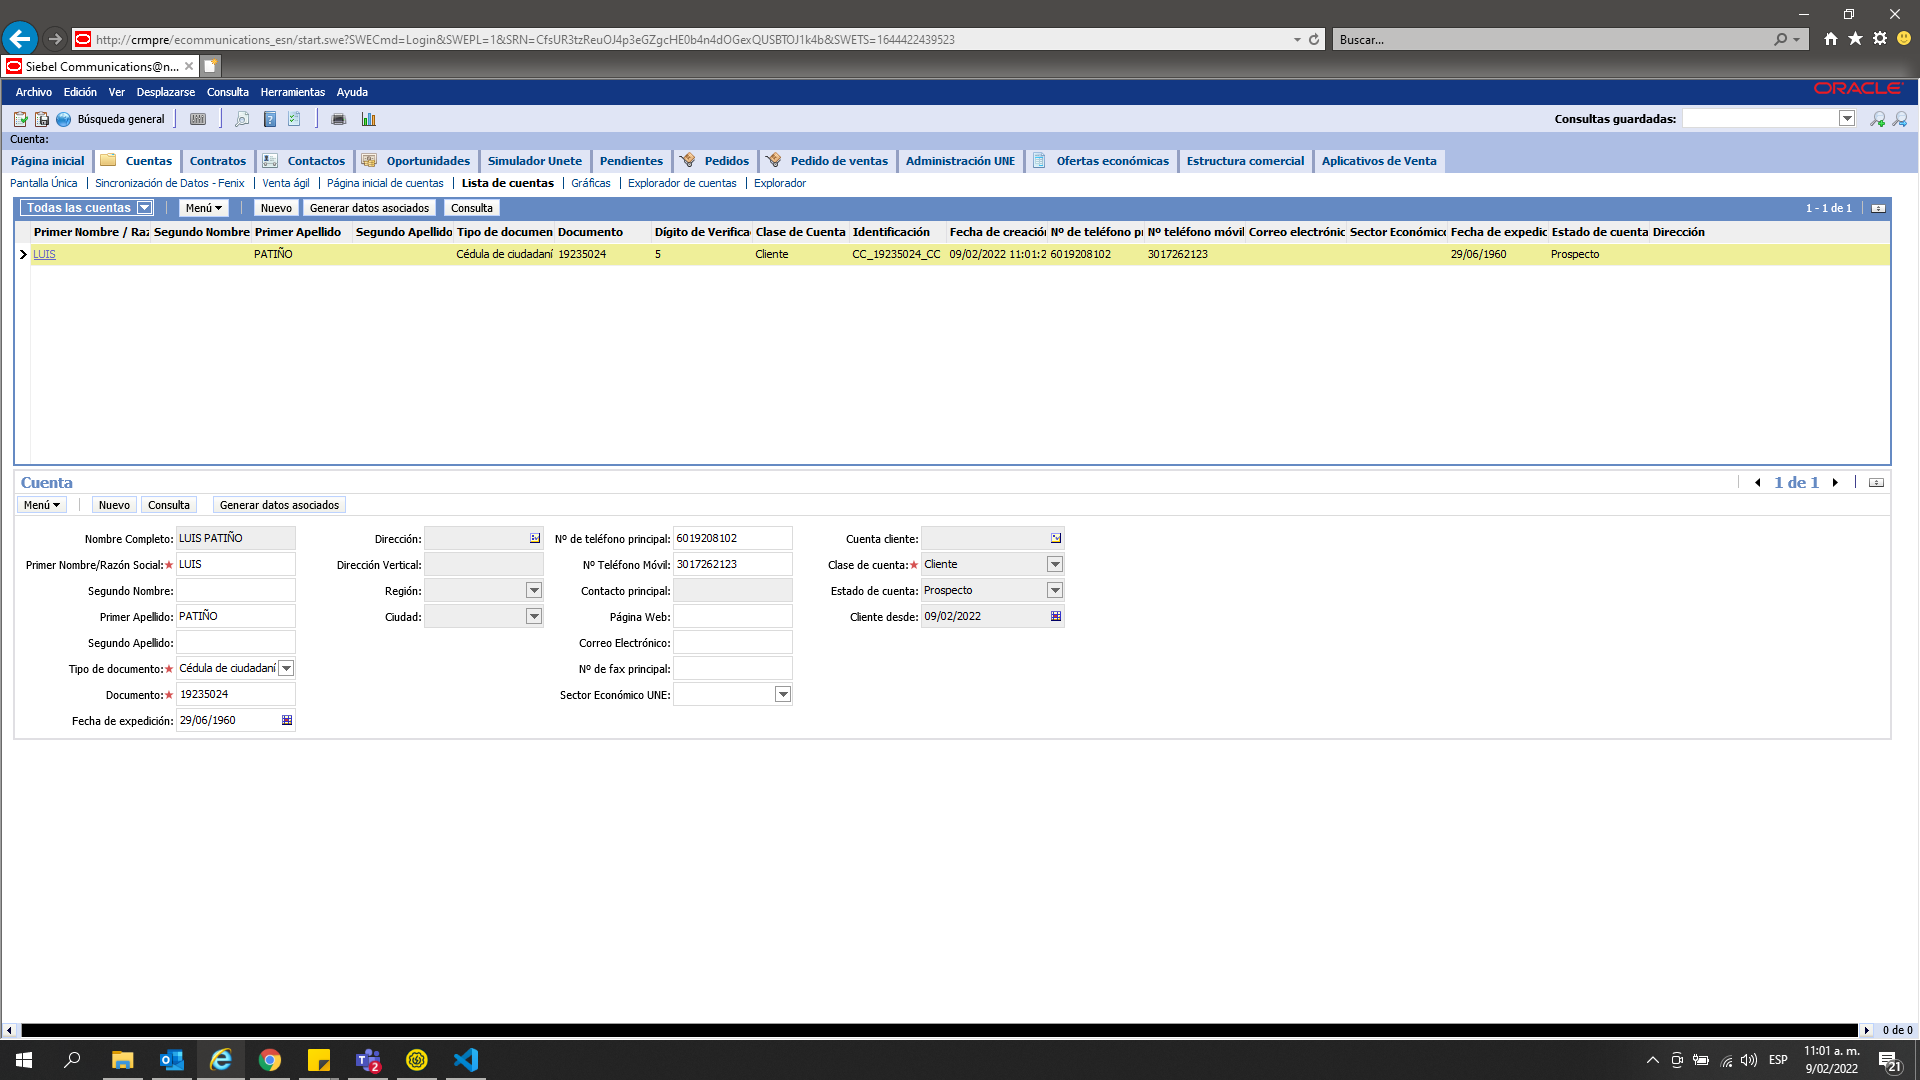 http://crmpre/ecommunications_esn/start.swe?SWECmd=Login&SWEPL=1&SRN=CfsUR3tzReuOJ4p3eGZgcHE0b4n4dOGexQUSBTOJ1k4b&SWETS=1644422439523
Buscar...
Siebel Communications@n...
Archivo Edición Ver Desplazarse Consulta Herramientas Ayuda
ORACLE
Búsqueda general
Consultas guardadas:
Cuenta:
Página inicial Cuentas Contratos Contactos Oportunidades Simulador Unete Pendientes Pedidos Pedido de ventas Administración UNE Ofertas económicas Estructura comercial Aplicativos de Venta
Pantalla Única Sincronización de Datos - Fenix Venta ágil Página inicial de cuentas Lista de cuentas Gráficas Explorador de cuentas Explorador
Todas las cuentas Menú Nuevo Generar datos asociados Consulta 1 - 1 de 1
Primer Nombre / Raz Segundo Nombre Primer Apellido Segundo Apellido Tipo de documen Documento Dígito de Verifica Clase de Cuenta Identificación Fecha de creación Nº de teléfono pr Nº teléfono móvil Correo electrónic Sector Económico Fecha de expedic Estado de cuenta Dirección
LUIS PATIÑO Cédula de ciudadaní 19235024 5 Cliente CC_19235024_CC 09/02/2022 11:01:2 6019208102 3017262123 29/06/1960 Prospecto
Cuenta
1 de 1
Menú Nuevo Consulta Generar datos asociados
Nombre Completo: LUIS PATIÑO Dirección: Nº de teléfono principal: 6019208102 Cuenta cliente:
Primer Nombre/Razón Social:★ LUIS Dirección Vertical: Nº Teléfono Móvil: 3017262123 Clase de cuenta:★ Cliente
Segundo Nombre: Región: Contacto principal: Estado de cuenta: Prospecto
Primer Apellido: PATIÑO Ciudad: Página Web: Cliente desde: 09/02/2022
Segundo Apellido: Correo Electrónico:
Tipo de documento:★ Cédula de ciudadaní Nº de fax principal:
Documento:★ 19235024 Sector Económico UNE:
Fecha de expedición: 29/06/1960
0 de 0
2
ESP
11:01 a. m.
9/02/2022
21